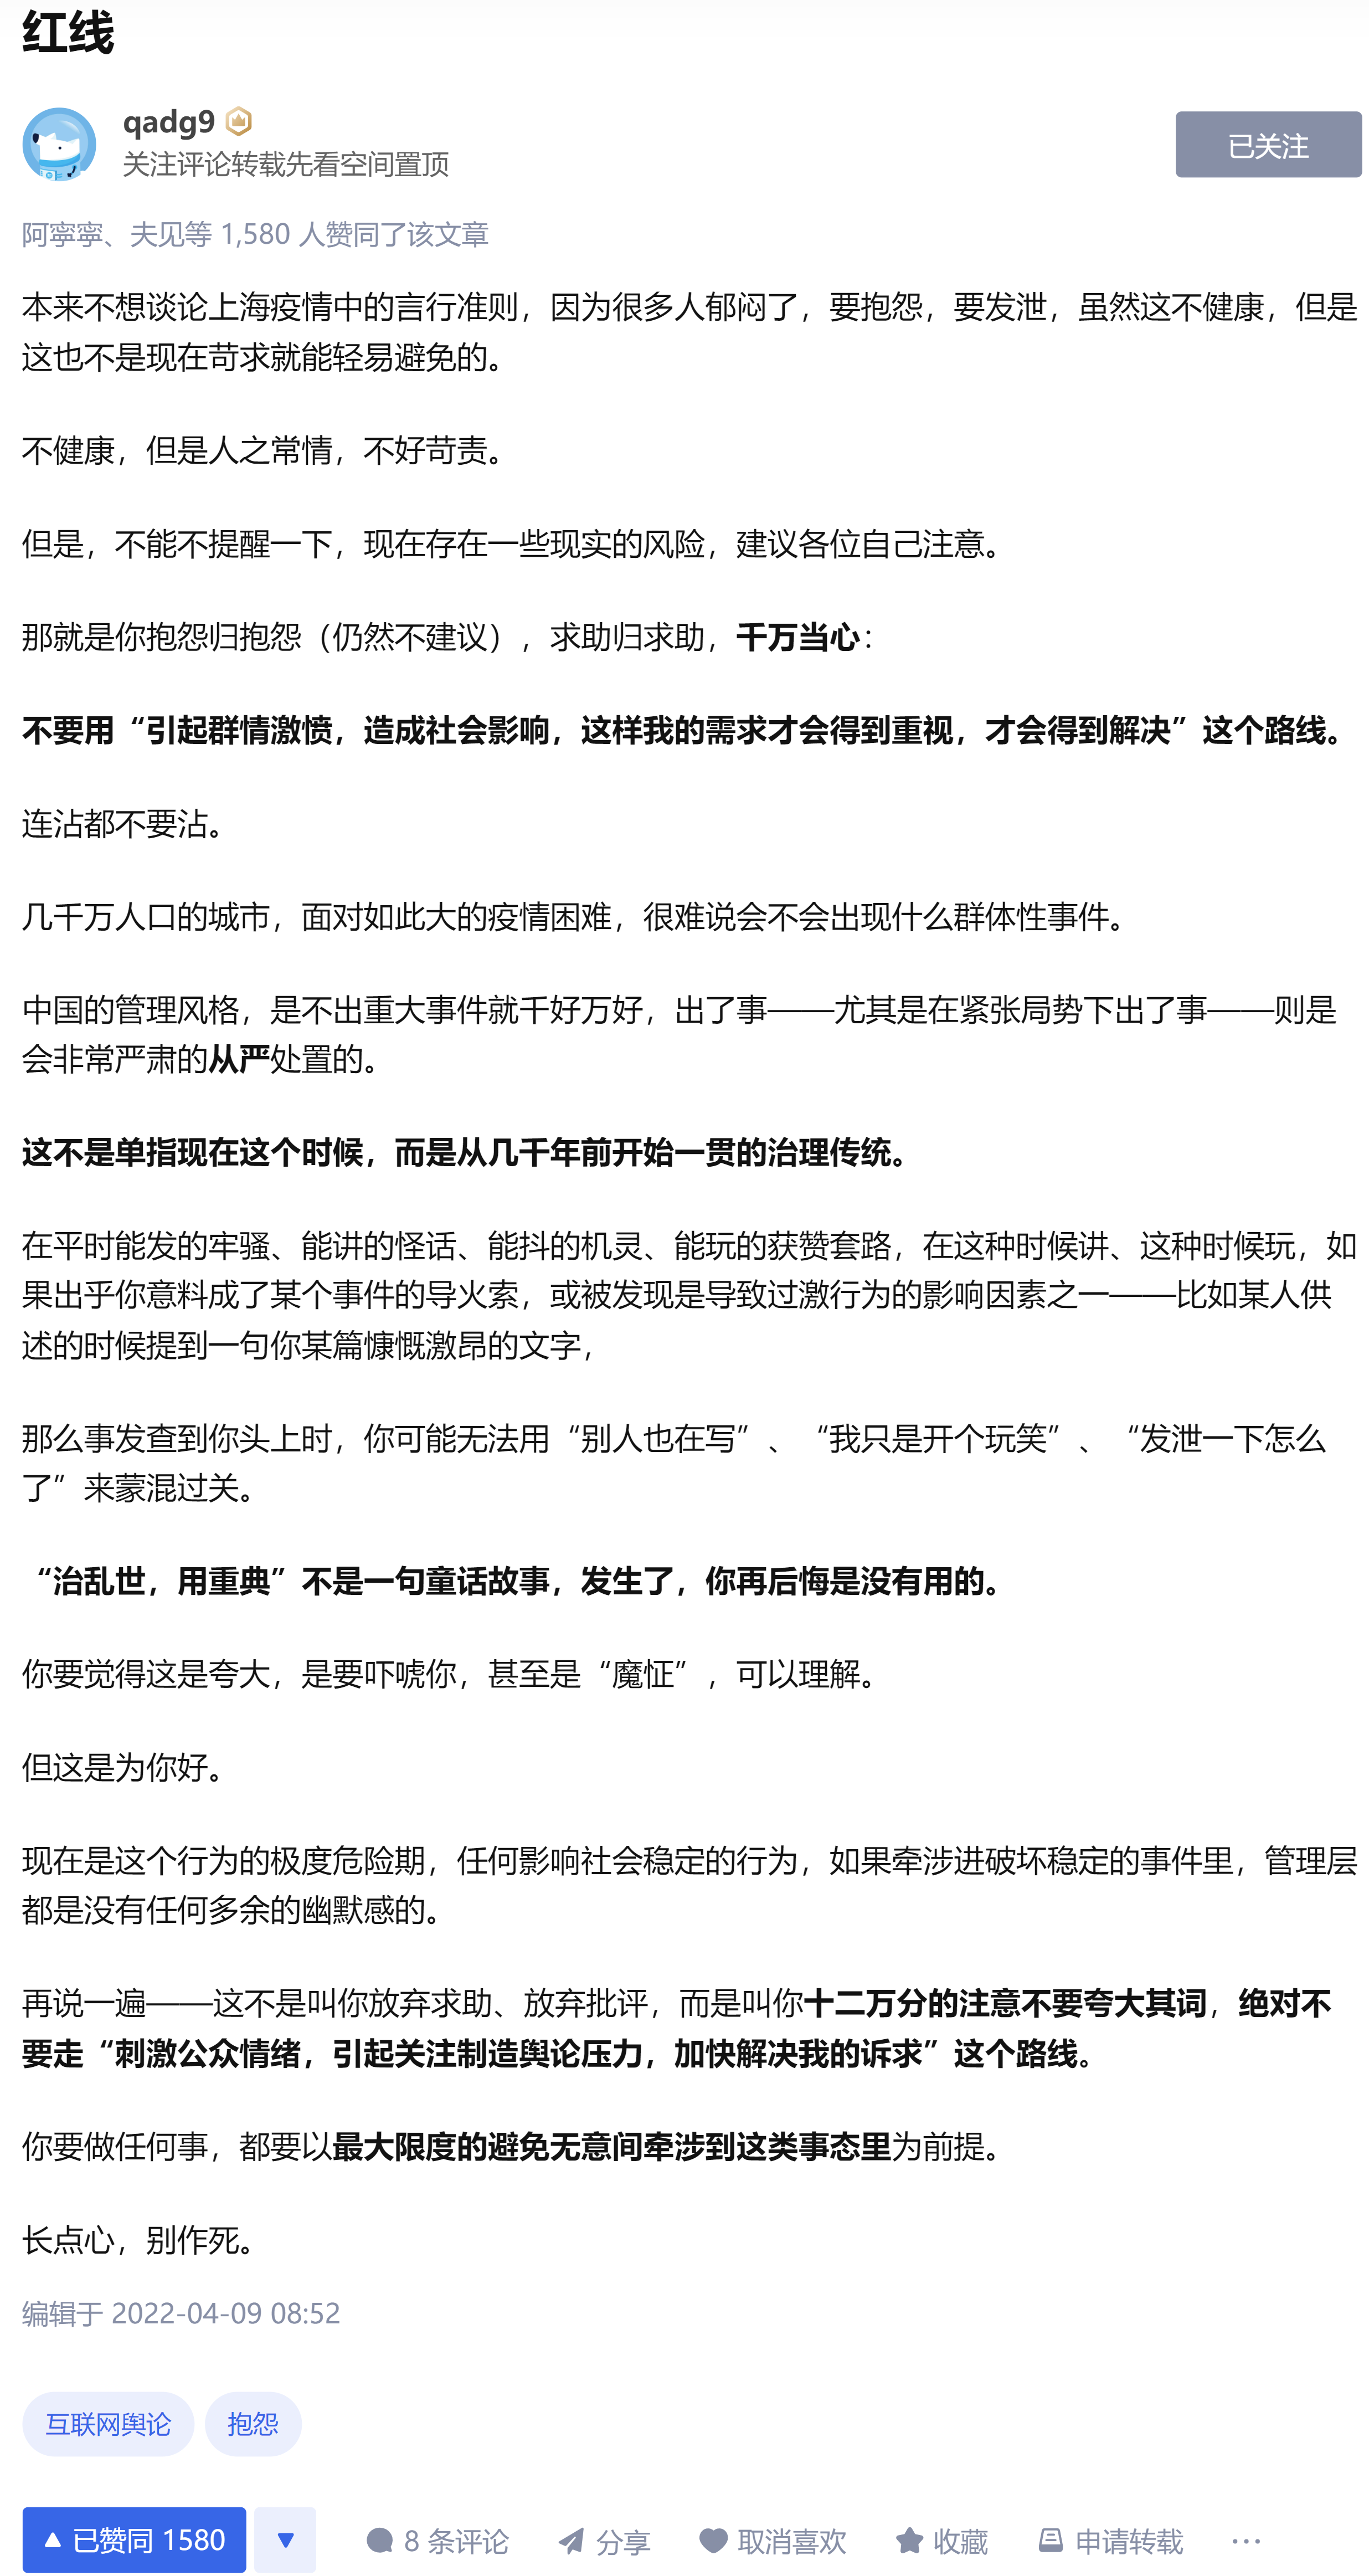 红线
qadg9
关注评论转载先看空间置顶
已关注
阿寧寧、夫见等 1,580 人赞同了该文章
本来不想谈论上海疫情中的言行准则，因为很多人郁闷了，要抱怨，要发泄，虽然这不健康，但是
这也不是现在苛求就能轻易避免的。
不健康，但是人之常情，不好苛责。
但是，不能不提醒一下，现在存在一些现实的风险，建议各位自己注意。
那就是你抱怨归抱怨（仍然不建议），求助归求助，千万当心：
不要用“引起群情激愤，造成社会影响，这样我的需求才会得到重视，才会得到解决”这个路线。
连沾都不要沾。
几千万人口的城市，面对如此大的疫情困难，很难说会不会出现什么群体性事件。
中国的管理风格，是不出重大事件就千好万好，出了事——尤其是在紧张局势下出了事——则是
会非常严肃的从严处置的。
这不是单指现在这个时候，而是从几千年前开始一贯的治理传统。
在平时能发的牢骚、能讲的怪话、能抖的机灵、能玩的获赞套路，在这种时候讲、这种时候玩，如
果出乎你意料成了某个事件的导火索，或被发现是导致过激行为的影响因素之一——比如某人供
述的时候提到一句你某篇慷慨激昂的文字，
那么事发查到你头上时，你可能无法用“别人也在写”、“我只是开个玩笑”、“发泄一下怎么
了”来蒙混过关。
“治乱世，用重典”不是一句童话故事，发生了，你再后悔是没有用的。
你要觉得这是夸大，是要吓唬你，甚至是“魔怔”，可以理解。
但这是为你好。
现在是这个行为的极度危险期，任何影响社会稳定的行为，如果牵涉进破坏稳定的事件里，管理层
都是没有任何多余的幽默感的。
再说一遍——这不是叫你放弃求助、放弃批评，而是叫你十二万分的注意不要夸大其词，绝对不
要走“刺激公众情绪，引起关注制造舆论压力，加快解决我的诉求”这个路线。
你要做任何事，都要以最大限度的避免无意间牵涉到这类事态里为前提。
长点心，别作死。
编辑于 2022-04-09 08:52
互联网舆论 抱怨
已赞同 1580 8 条评论 分享 取消喜欢 收藏 申请转载 ···